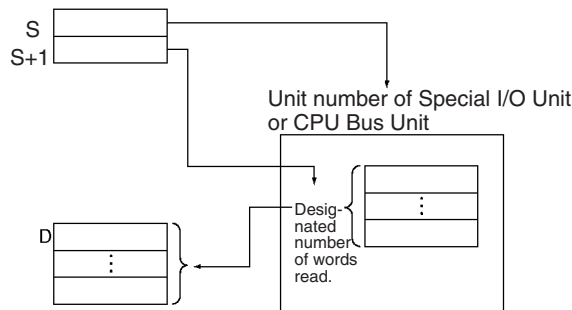 S
S+1
Unit number of Special I/O Unit
or CPU Bus Unit
Desig-
nated
number
of words
read.
D